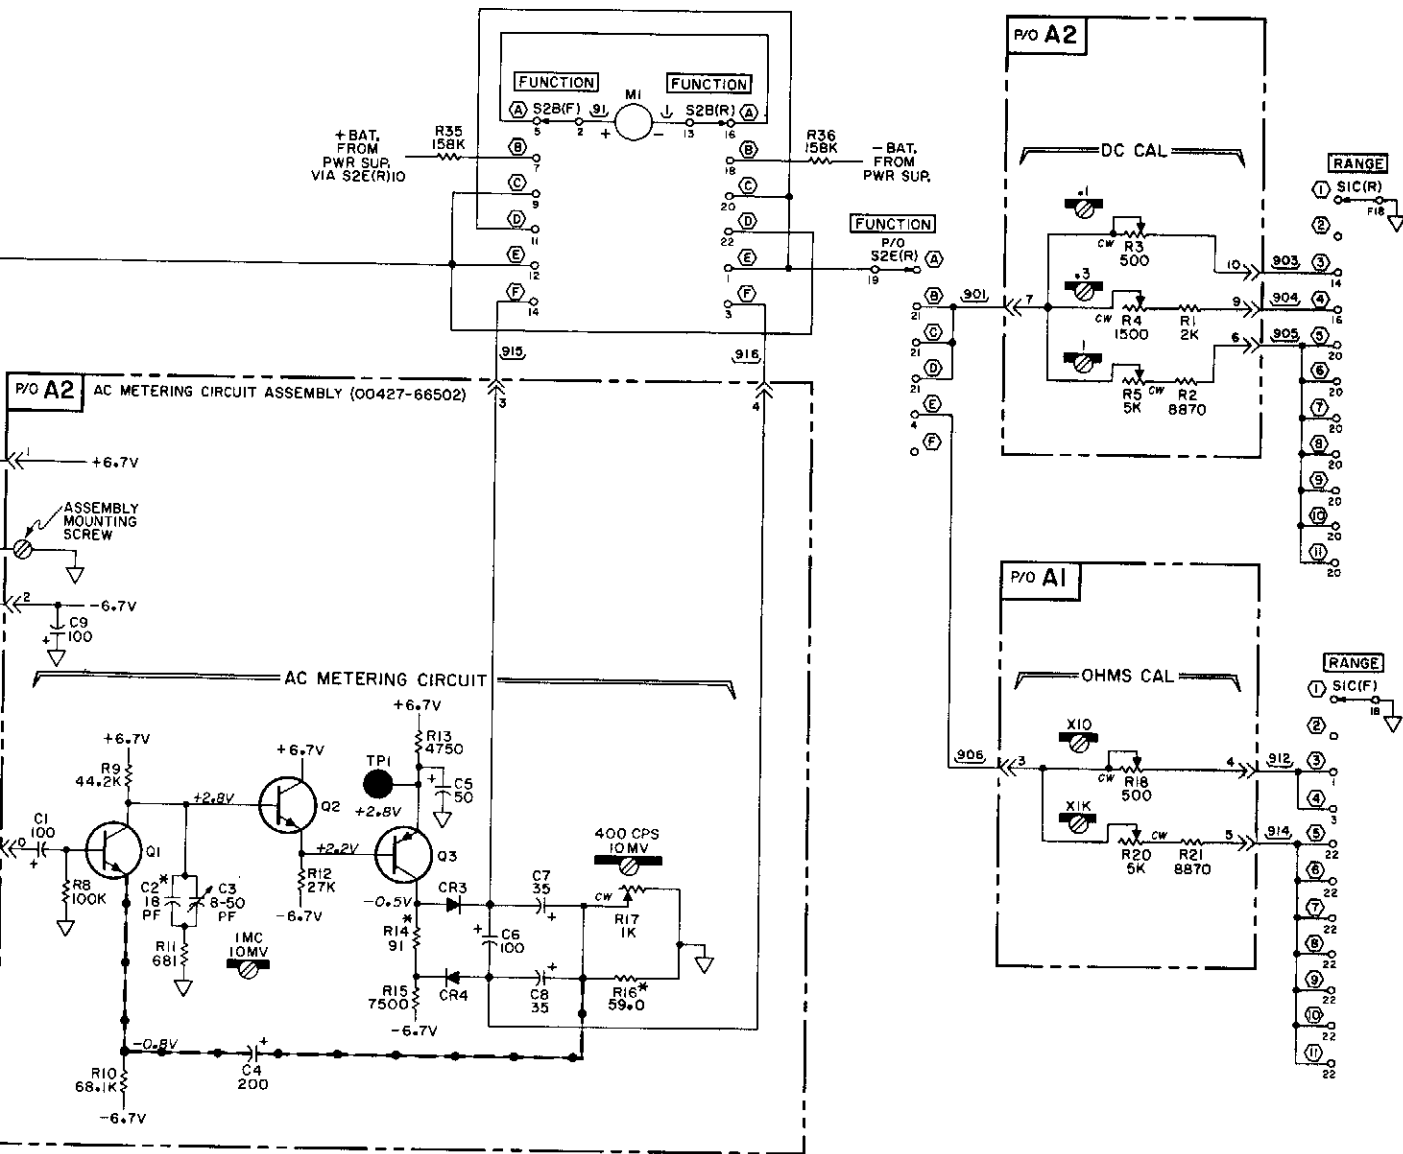 P/O A2
FUNCTION
FUNCTION
M1
A S2B(F) 91
1 S2B(R) A
5 2 + - 13 16
+BAT.
FROM
PWR SUP.
VIA S2E(R)10
R35
158K
B
7
C
9
D
11
E
12
F
14
B
18
C
20
D
22
E
1
F
3
R36
158K
-BAT.
FROM
PWR SUP.
FUNCTION
P/O
S2E(R)
19
A
B
21
C
21
D
21
E
4
F
901
7
DC CAL
.1
CW R3
500
10 903
.3
CW R4
1500
R1
2K
9 904
1
R5 CW
5K
R2
8870
6 905
RANGE
1 S1C(R)
F18
2
3
14
4
16
5
20
6
20
7
20
8
20
9
20
10
20
11
20
915
916
3
4
P/O A2 AC METERING CIRCUIT ASSEMBLY (00427-66502)
1
+6.7V
ASSEMBLY
MOUNTING
SCREW
2
-6.7V
C9
+ 100
AC METERING CIRCUIT
+6.7V
R9
44.2K
+2.8V
C1
100
+
R8
100K
Q1
C2 *
18
PF
C3
8-50
PF
R11
681
1MC
10MV
+6.7V
Q2
+2.2V
R12
27K
-6.7V
+6.7V
R13
4750
TP1
+2.8V
+ C5
50
Q3
-0.5V
*
R14
91
CR3
C7
35
+
+ C6
100
R15
7500
-6.7V
CR4
C8
35
+
400 CPS
10MV
CW
R17
1K
R16*
59.0
-0.8V
R10
68.1K
-6.7V
+
C4
200
P/O A1
OHMS CAL
906
3
X10
CW R18
500
4 912
X1K
R20 CW
5K
R21
8870
5 914
RANGE
1 S1C(F)
18
2
3
1
4
3
5
22
6
22
7
22
8
22
9
22
10
22
11
22